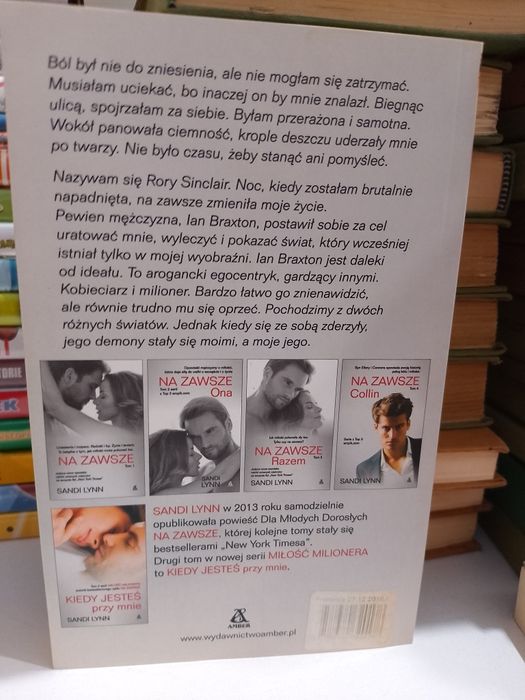 Ból był nie do zniesienia, ale nie mogłam się zatrzymać.
Musiałam uciekać, bo inaczej on by mnie znalazł. Biegnąc
ulicą, spojrzałam za siebie. Byłam przerażona i samotna.
Wokół panowała ciemność, krople deszczu uderzały mnie
po twarzy. Nie było czasu, żeby stanąć ani pomyśleć.
Nazywam się Rory Sinclair. Noc, kiedy zostałam brutalnie
napadnięta, na zawsze zmieniła moje życie.
Pewien mężczyzna, Ian Braxton, postawił sobie za cel
uratować mnie, wyleczyć i pokazać świat, który wcześniej
istniał tylko w mojej wyobraźni. Ian Braxton jest daleki
od ideału. To arogancki egocentryk, gardzący innymi.
Kobieciarz i milioner. Bardzo łatwo go znienawidzić,
ale równie trudno mu się oprzeć. Pochodzimy z dwóch
różnych światów. Jednak kiedy się ze sobą zderzyły,
jego demony stały się moimi, a moje jego.
NA ZAWSZE
Tom 1
SANDI LYNN
NA ZAWSZE
Ona
SANDI
LYNN
NA ZAWSZE
Razem
SANDI LYNN
NA ZAWSZE
Collin
SANDI LYNN
KIEDY JESTEŚ
przy mnie
SANDI LYNN
SANDI LYNN w 2013 roku samodzielnie
opublikowała powieść Dla Młodych Dorosłych
NA ZAWSZE, której kolejne tomy stały się
bestsellerami „New York Timesa”.
Drugi tom w nowej serii MIŁOŚĆ MILIONERA
to KIEDY JESTEŚ przy mnie.
AMBER
www.wydawnictwoamber.pl